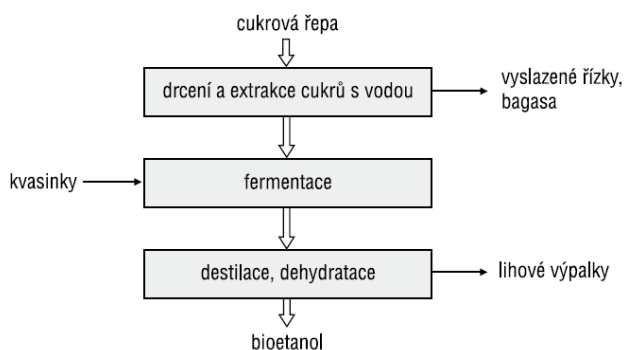 cukrová řepa
drcení a extrakce cukrů s vodou
vyslazené řízky,
bagasa
kvasinky
fermentace
destilace, dehydratace
lihové výpalky
bioetanol